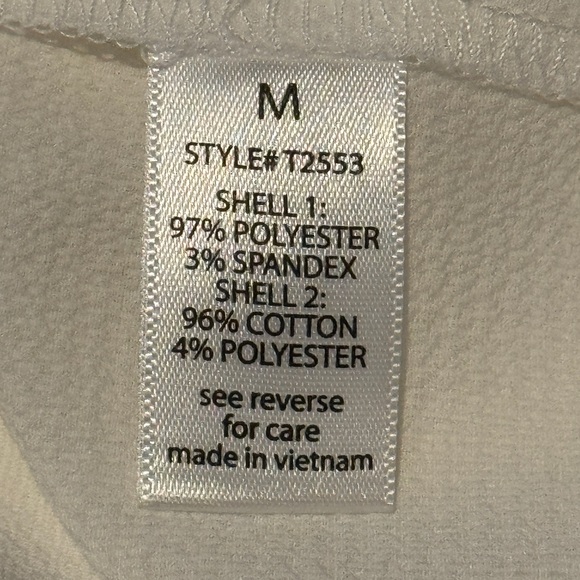 M
STYLE# T2553
SHELL 1:
97% POLYESTER
3% SPANDEX
SHELL 2:
96% COTTON
4% POLYESTER
see reverse
for care
made in vietnam